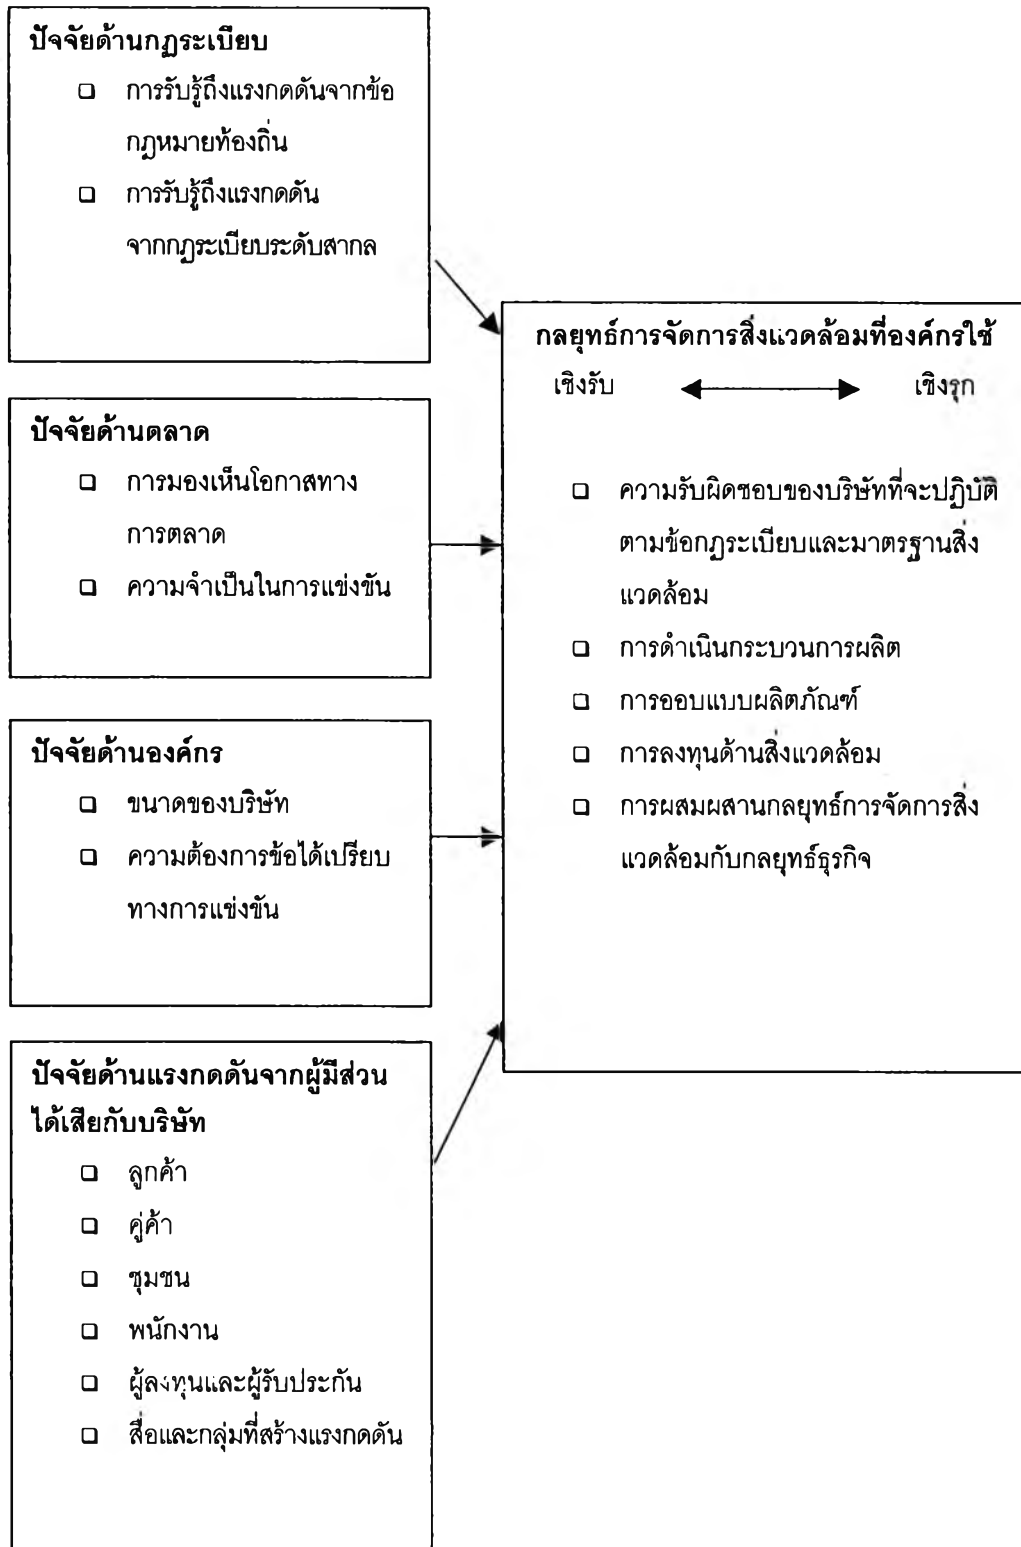 ปัจจัยด้านกฎระเบียบ
❑ การรับรู้ถึงแรงกดดันจากข้อ
กฎหมายท้องถิ่น
❑ การรับรู้ถึงแรงกดดัน
จากกฎระเบียบระดับสากล
กลยุทธ์การจัดการสิ่งแวดล้อมที่องค์กรใช้
เชิงรับ เชิงรุก
❑ ความรับผิดชอบของบริษัทที่จะปฏิบัติ
ตามข้อกฎระเบียบและมาตรฐานสิ่ง
แวดล้อม
❑ การดำเนินกระบวนการผลิต
❑ การออบแบบผลิตภัณฑ์
❑ การลงทุนด้านสิ่งแวดล้อม
❑ การผสมผสานกลยุทธ์การจัดการสิ่ง
แวดล้อมกับกลยุทธ์ธุรกิจ
ปัจจัยด้านตลาด
❑ การมองเห็นโอกาสทาง
การตลาด
❑ ความจำเป็นในการแข่งขัน
ปัจจัยด้านองค์กร
❑ ขนาดของบริษัท
❑ ความต้องการข้อได้เปรียบ
ทางการแข่งขัน
ปัจจัยด้านแรงกดดันจากผู้มีส่วน
ได้เสียกับบริษัท
❑ ลูกค้า
❑ คู่ค้า
❑ ชุมชน
❑ พนักงาน
❑ ผู้ลงทุนและผู้รับประกัน
❑ สื่อและกลุ่มที่สร้างแรงกดดัน